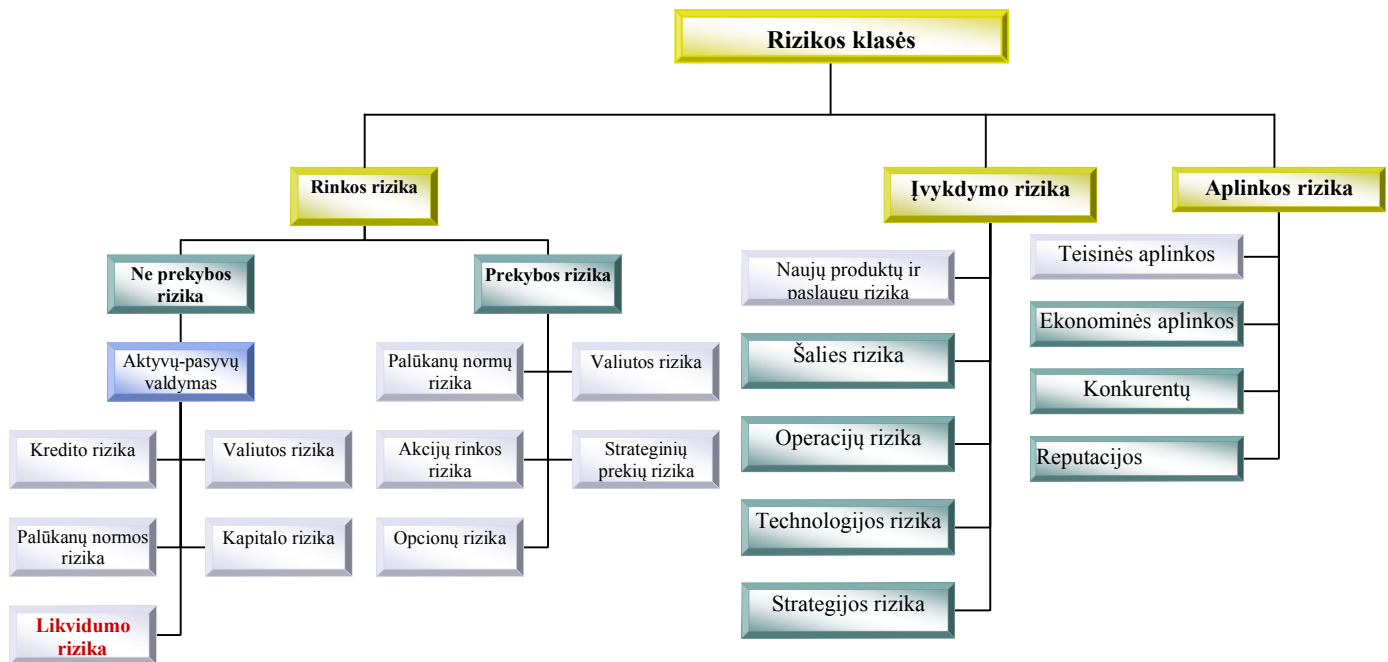 Rizikos klasės
Rinkos rizika
Įvykdymo rizika
Aplinkos rizika
Ne prekybos
rizika
Prekybos rizika
Naujų produktų ir
paslaugu rizika
Teisinės aplinkos
Ekonominės aplinkos
Aktyvų-pasyvų
valdymas
Palūkanų normų
rizika
Valiutos rizika
Šalies rizika
Konkurentų
Kredito rizika
Valiutos rizika
Akcijų rinkos
rizika
Strateginių
prekių rizika
Operacijų rizika
Reputacijos
Palūkanų normos
rizika
Kapitalo rizika
Opcionų rizika
Technologijos rizika
Likvidumo
rizika
Strategijos rizika